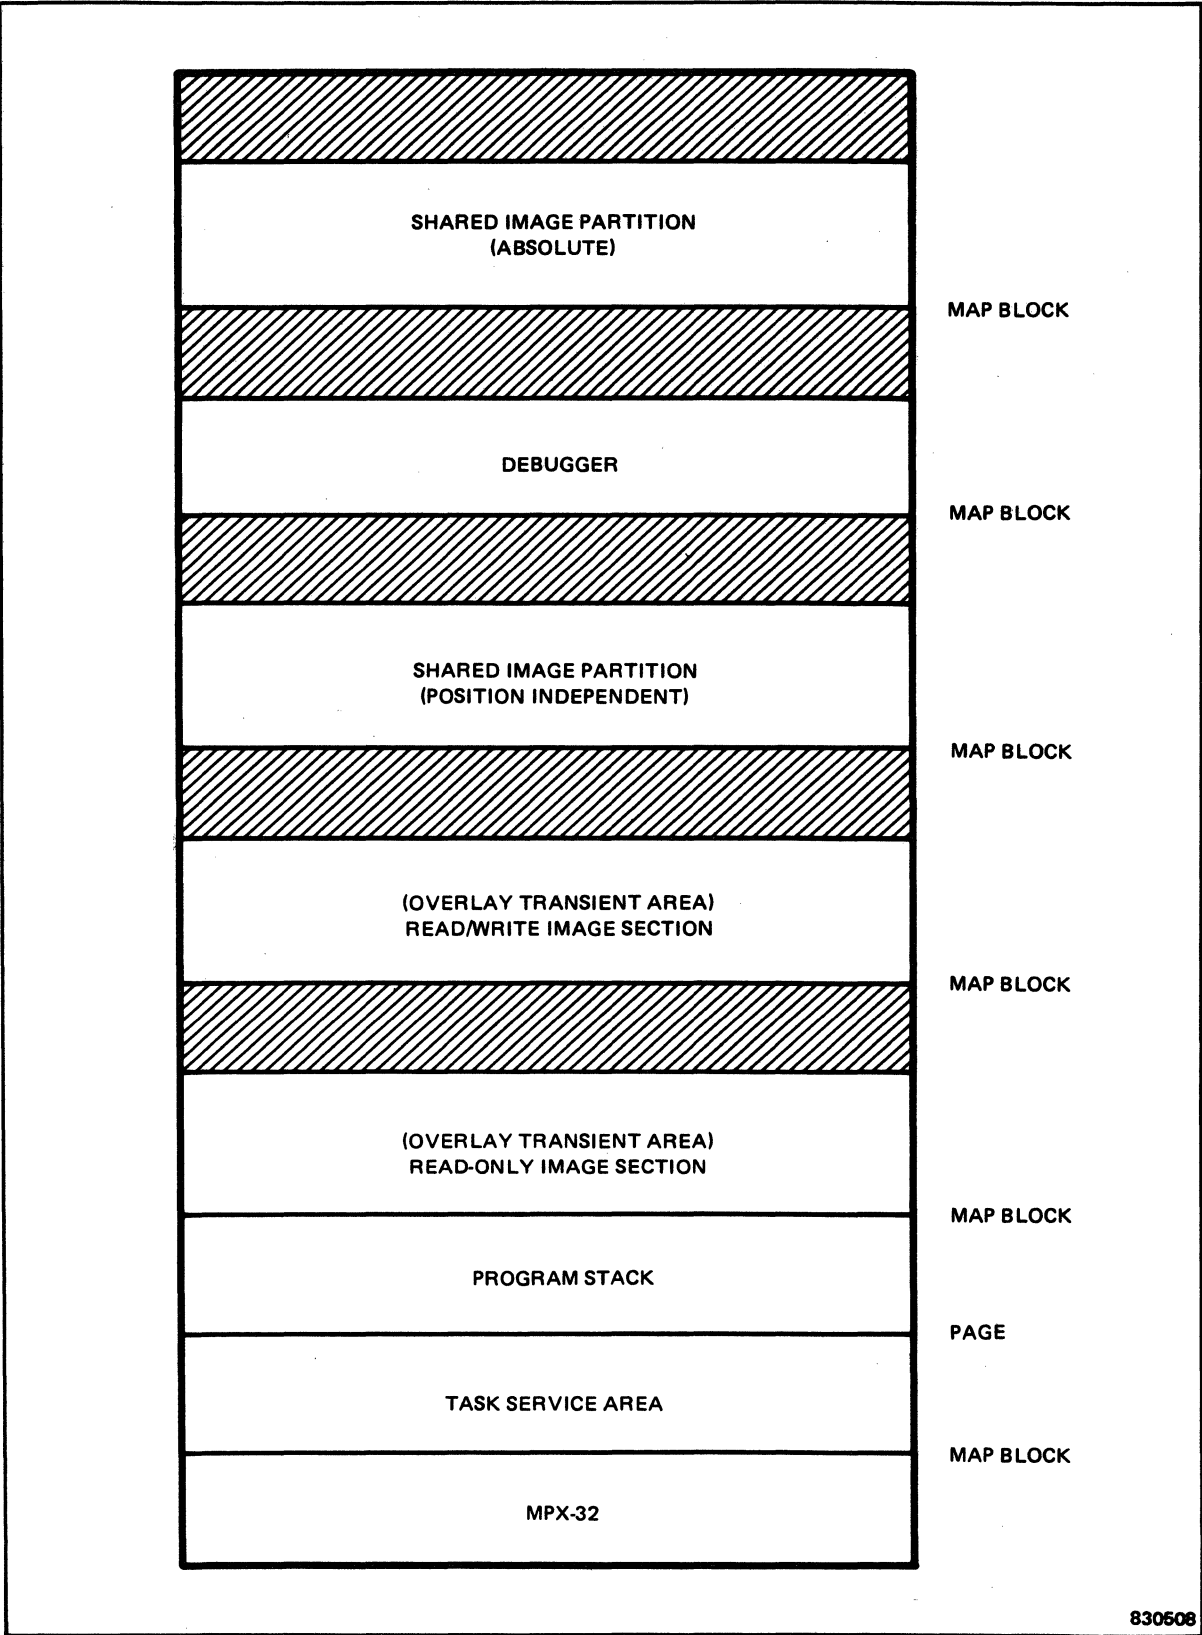 SHARED IMAGE PARTITION
(ABSOLUTE)
MAP BLOCK
DEBUGGER
MAP BLOCK
SHARED IMAGE PARTITION
(POSITION INDEPENDENT)
MAP BLOCK
(OVERLAY TRANSIENT AREA)
READ/WRITE IMAGE SECTION
MAP BLOCK
(OVERLAY TRANSIENT AREA)
READ-ONLY IMAGE SECTION
MAP BLOCK
PROGRAM STACK
PAGE
TASK SERVICE AREA
MAP BLOCK
MPX-32
830508